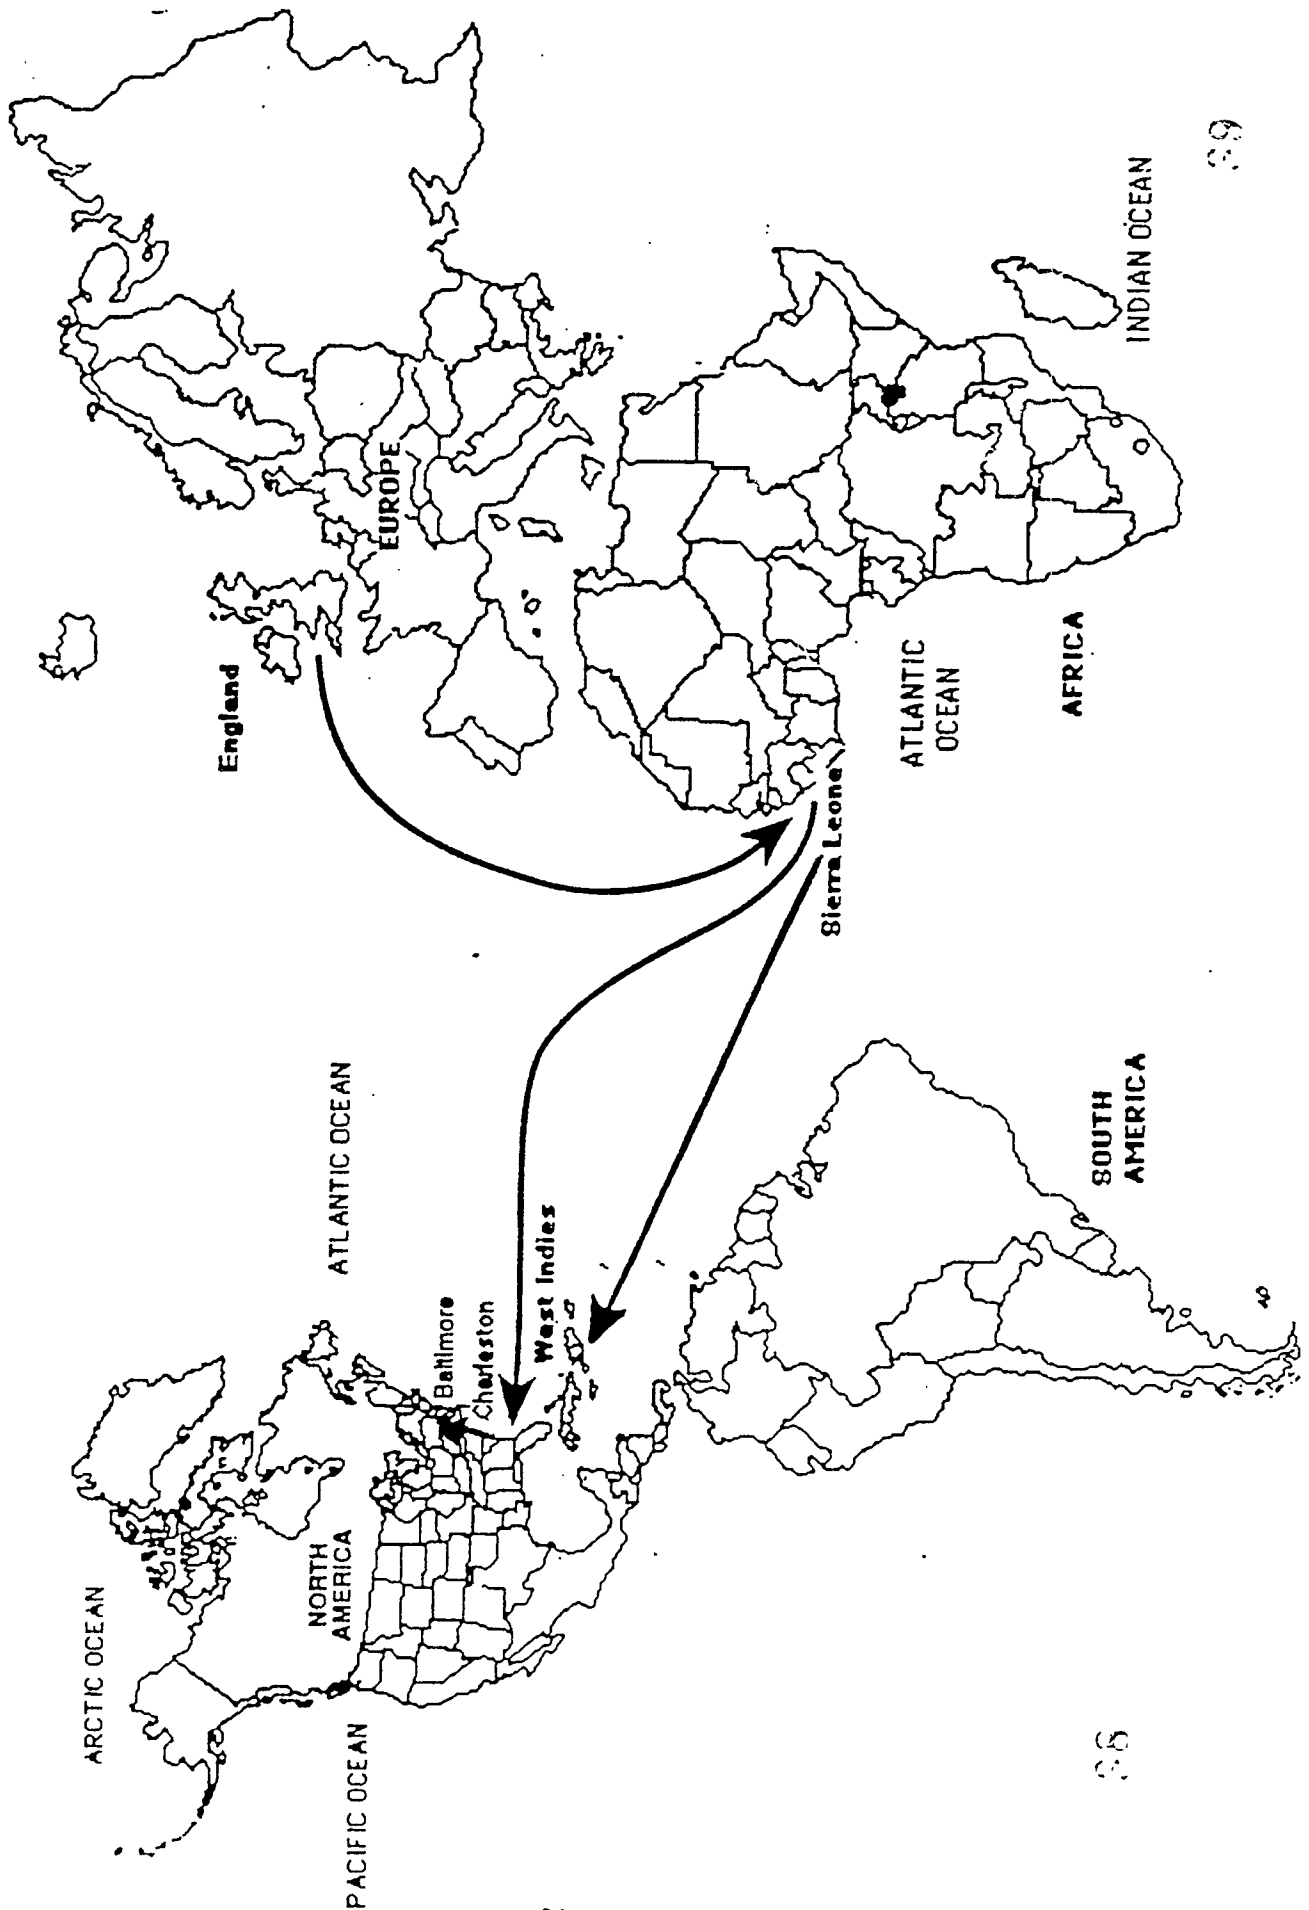 ARCTIC OCEAN
PACIFIC OCEAN
NORTH
AMERICA
ATLANTIC OCEAN
Baltimore
Charleston
West Indies
SOUTH
AMERICA
England
EUROPE
Sierra Leone
ATLANTIC
OCEAN
AFRICA
INDIAN OCEAN